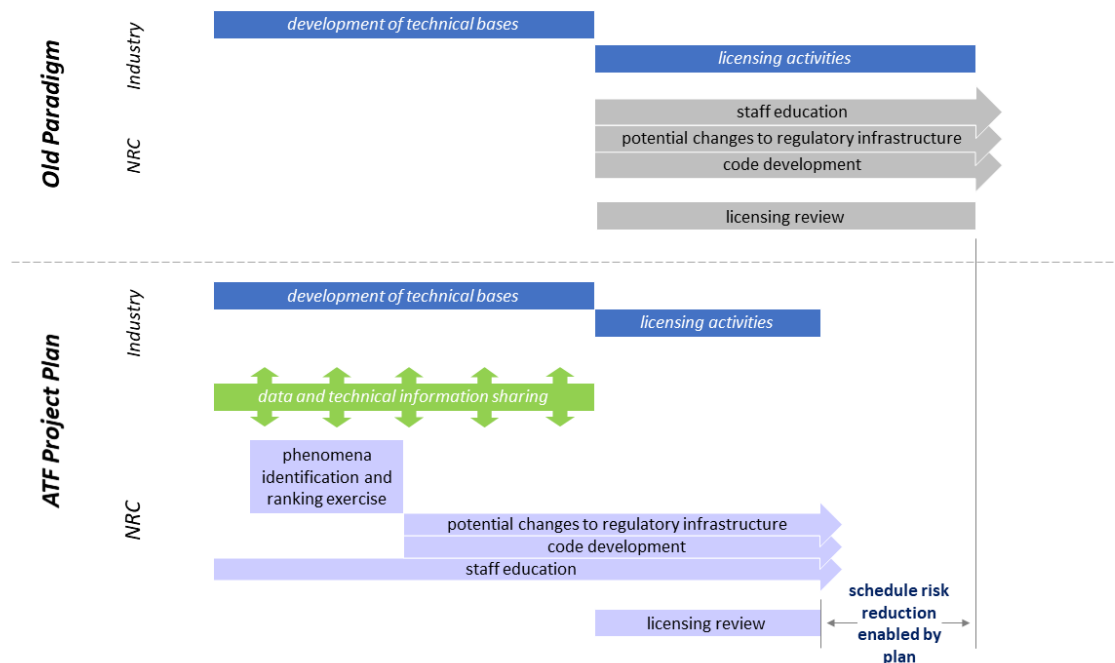 Old Paradigm
Industry
development of technical bases
licensing activities
NRC
staff education
potential changes to regulatory infrastructure
code development
licensing review
ATF Project Plan
Industry
development of technical bases
licensing activities
data and technical information sharing
NRC
phenomena
identification and
ranking exercise
potential changes to regulatory infrastructure
code development
staff education
licensing review
schedule risk
reduction
enabled by
plan